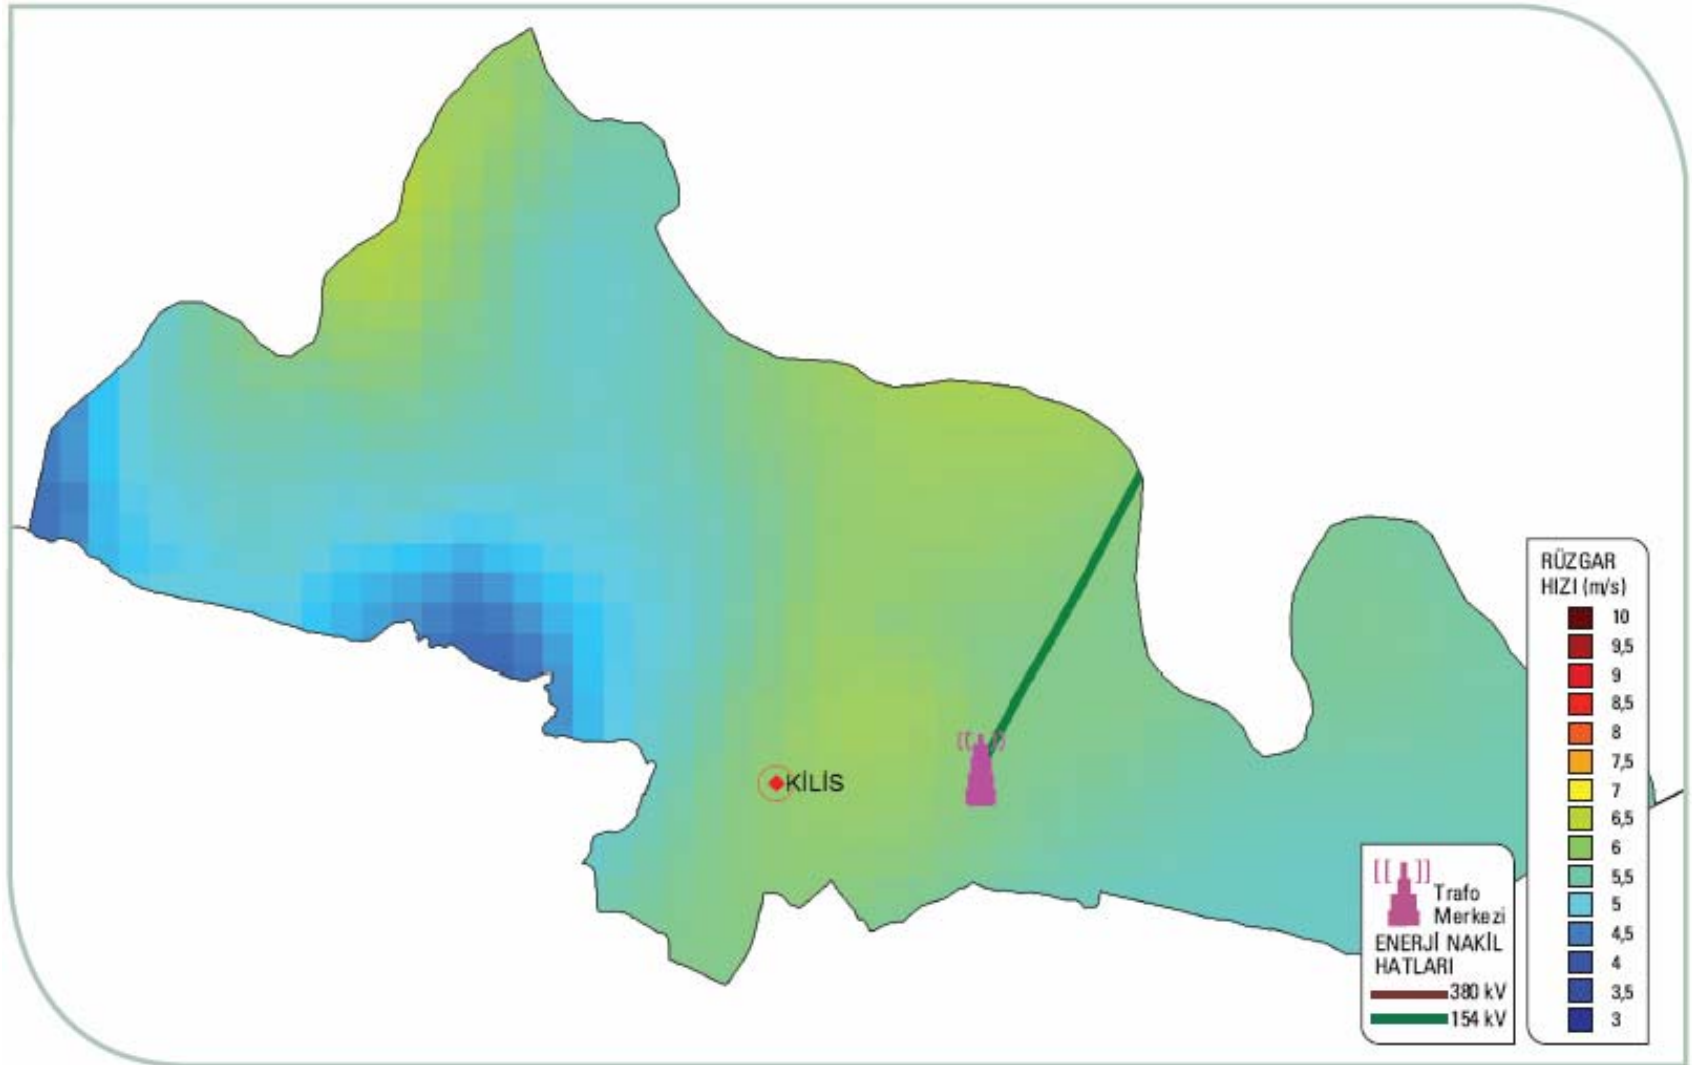 KİLİS
RÜZGAR
HIZI (m/s)
10
9,5
9
8,5
8
7,5
7
6,5
6
5,5
5
4,5
4
3,5
3
Trafo
Merkezi
ENERJİ NAKİL
HATLARI
380 kV
154 kV